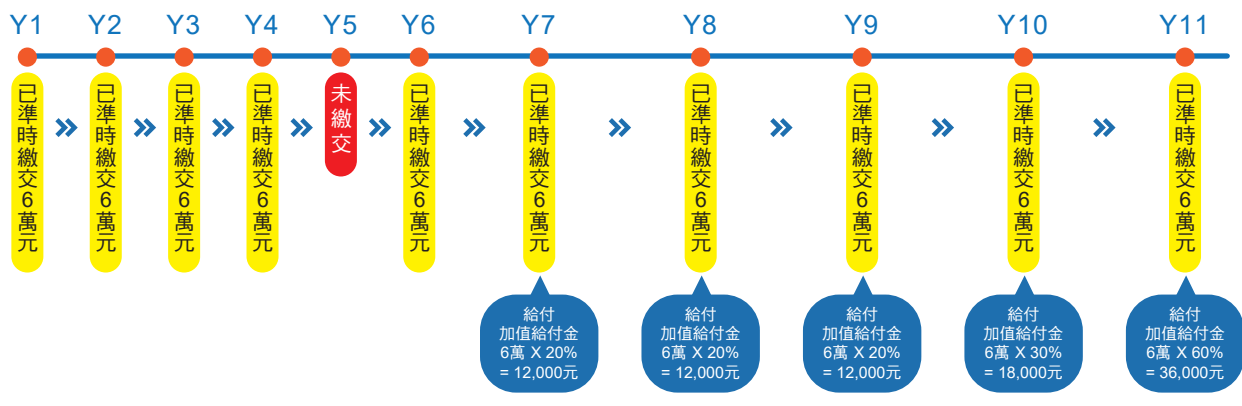 Y1
Y2
Y3
Y4
Y5
Y6
Y7
Y8
Y9
Y10
Y11
已準時繳交6萬元
已準時繳交6萬元
已準時繳交6萬元
已準時繳交6萬元
未繳交
已準時繳交6萬元
已準時繳交6萬元
已準時繳交6萬元
已準時繳交6萬元
已準時繳交6萬元
已準時繳交6萬元
給付
加值給付金
6萬 X 20%
= 12,000元
給付
加值給付金
6萬 X 20%
= 12,000元
給付
加值給付金
6萬 X 20%
= 12,000元
給付
加值給付金
6萬 X 30%
= 18,000元
給付
加值給付金
6萬 X 60%
= 36,000元